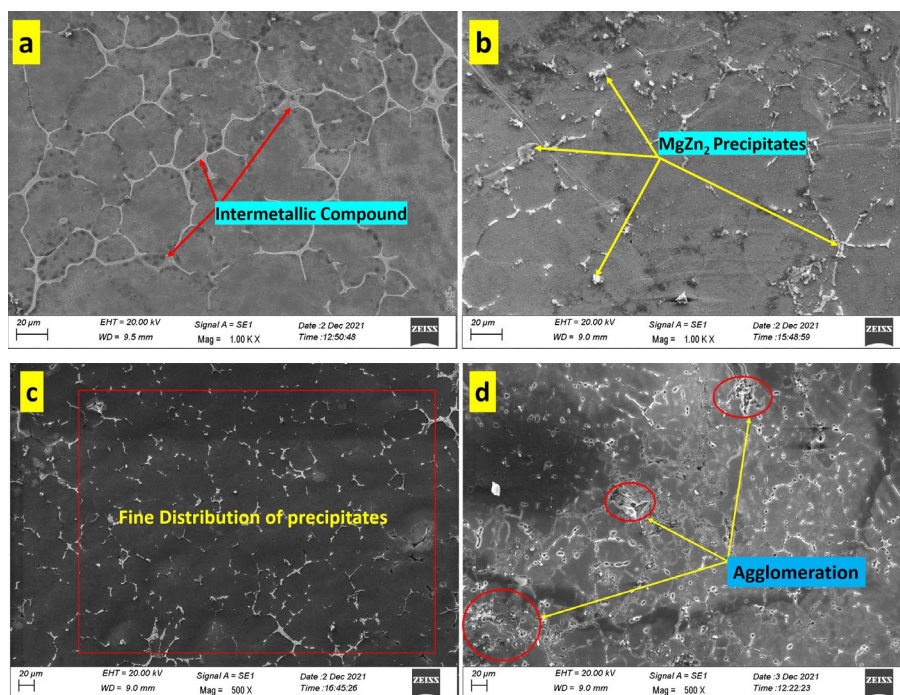 a
Intermetallic Compound
20 µm
EHT = 20.00 kV
WD = 9.5 mm
Signal A = SE1
Mag = 1.00 K X
Date :2 Dec 2021
Time :12:50:48
ZEISS
b
MgZn₂ Precipitates
20 µm
EHT = 20.00 kV
WD = 9.0 mm
Signal A = SE1
Mag = 1.00 K X
Date :2 Dec 2021
Time :15:48:59
ZEISS
c
Fine Distribution of precipitates
20 µm
EHT = 20.00 kV
WD = 9.0 mm
Signal A = SE1
Mag = 500 X
Date :2 Dec 2021
Time :16:45:26
ZEISS
d
Agglomeration
20 µm
EHT = 20.00 kV
WD = 9.0 mm
Signal A = SE1
Mag = 500 X
Date :3 Dec 2021
Time :12:22:23
ZEISS